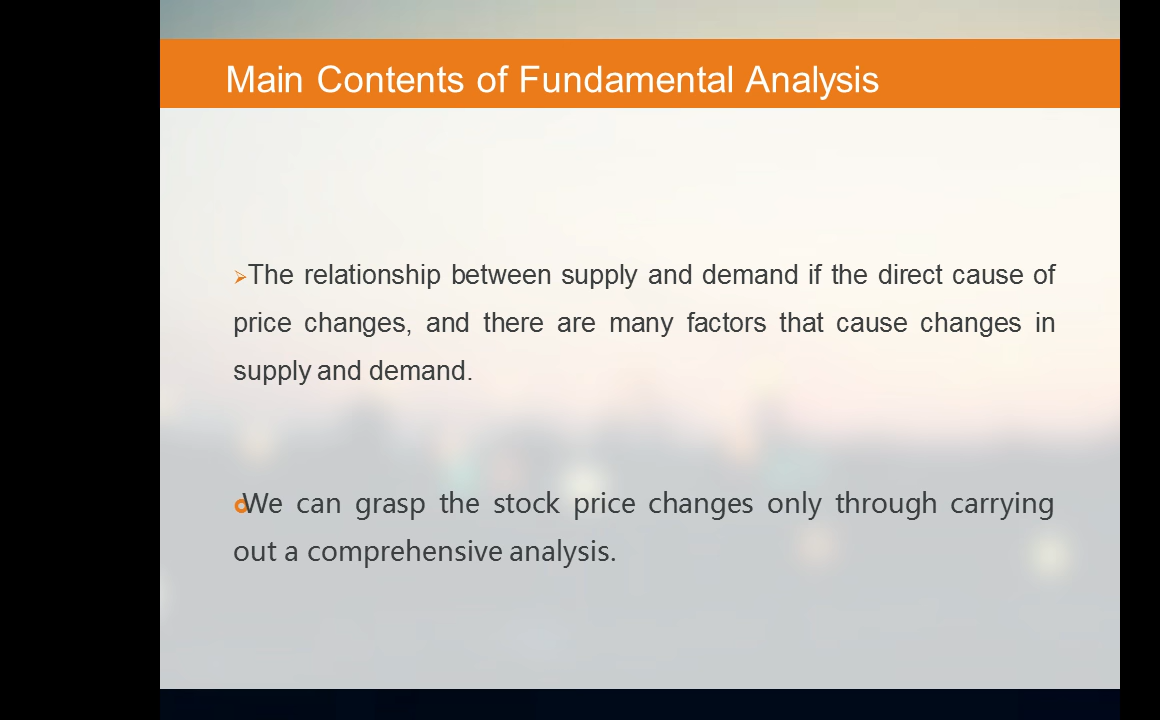 Main Contents of Fundamental Analysis
The relationship between supply and demand if the direct cause of
price changes, and there are many factors that cause changes in
supply and demand.
We can grasp the stock price changes only through carrying
out a comprehensive analysis.